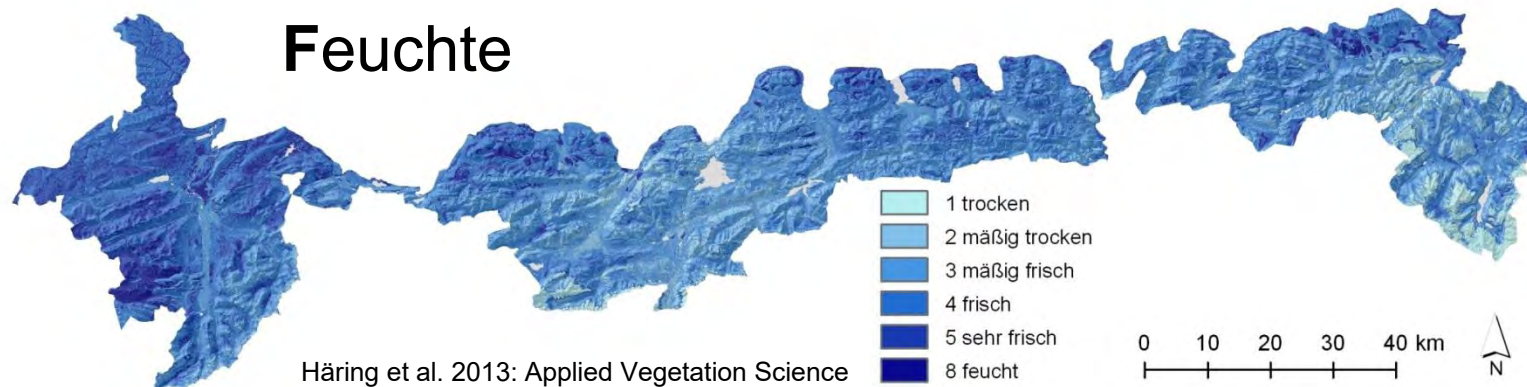 Feuchte
1 trocken
2 mäßig trocken
3 mäßig frisch
4 frisch
5 sehr frisch
8 feucht
0 10 20 30 40 km
N
Häring et al. 2013: Applied Vegetation Science